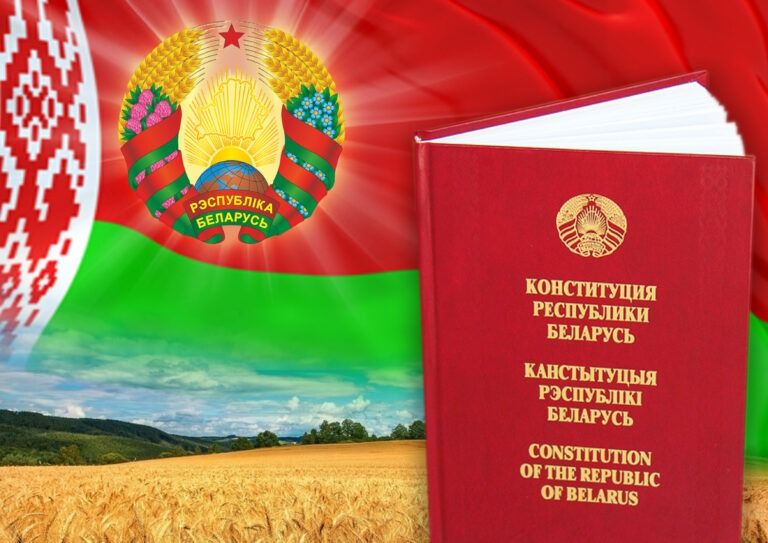 РЭСПУБЛІКА
БЕЛАРУСЬ
КОНСТИТУЦИЯ
РЕСПУБЛИКИ
БЕЛАРУСЬ
КАНСТЫТУЦЫЯ
РЭСПУБЛІКІ
БЕЛАРУСЬ
CONSTITUTION
OF THE REPUBLIC
OF BELARUS